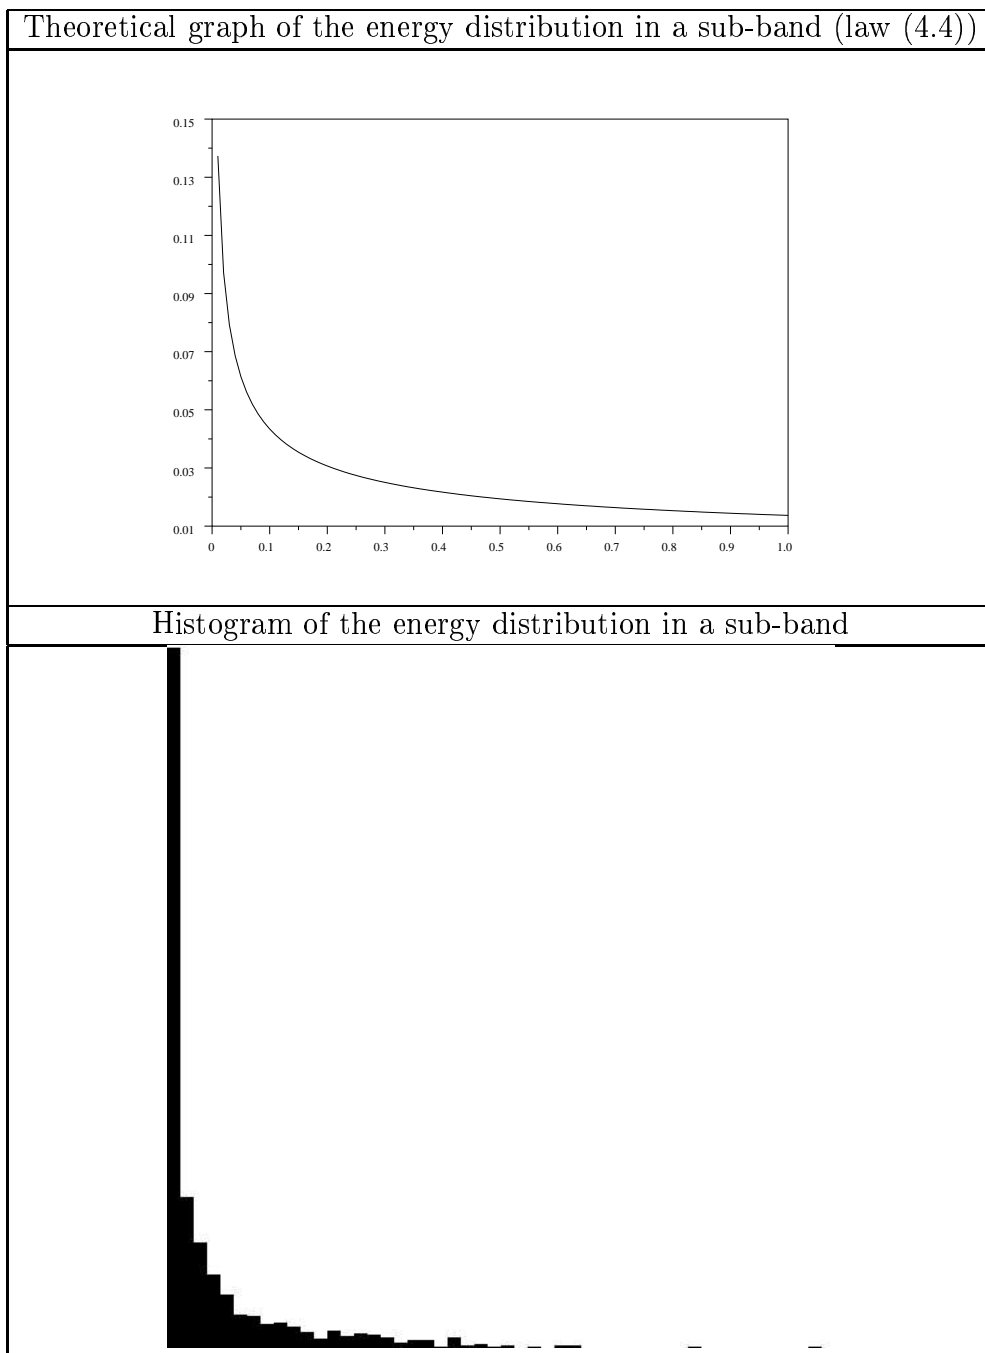 Theoretical graph of the energy distribution in a sub-band (law (4.4))
0.15
0.13
0.11
0.09
0.07
0.05
0.03
0.01
0 0.1 0.2 0.3 0.4 0.5 0.6 0.7 0.8 0.9 1.0
Histogram of the energy distribution in a sub-band